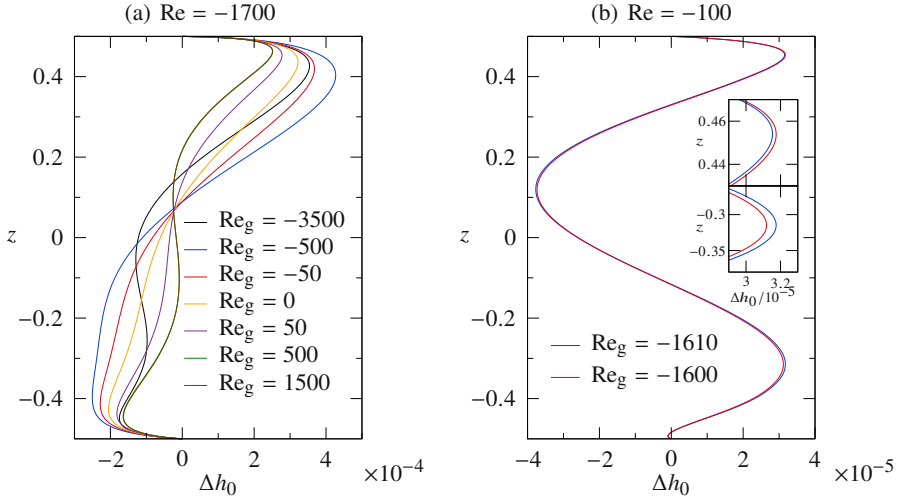 (a) Re = −1700
0.4
0.2
z
0
−0.2
−0.4
Re_g = −3500
Re_g = −500
Re_g = −50
Re_g = 0
Re_g = 50
Re_g = 500
Re_g = 1500
−2 0 2 4 ×10⁻⁴
Δh₀
(b) Re = −100
0.4
0.2
z
0
−0.2
−0.4
0.46
z
0.44
−0.3
z
−0.35
3 3.2
Δh₀/10⁻⁵
Re_g = −1610
Re_g = −1600
−4 −2 0 2 4 ×10⁻⁵
Δh₀